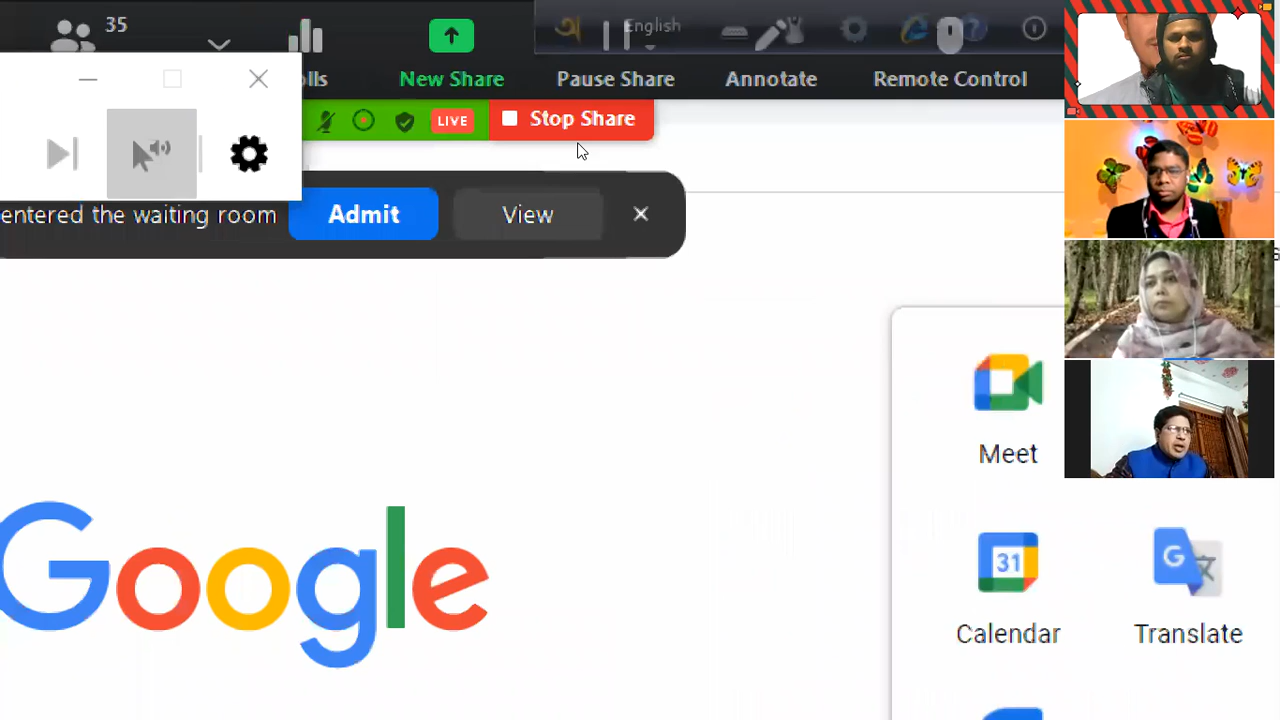 35
অ
English
lls
New Share
Pause Share
Annotate
Remote Control
LIVE
Stop Share
entered the waiting room
Admit
View
Meet
Google
31
Calendar
G
Translate